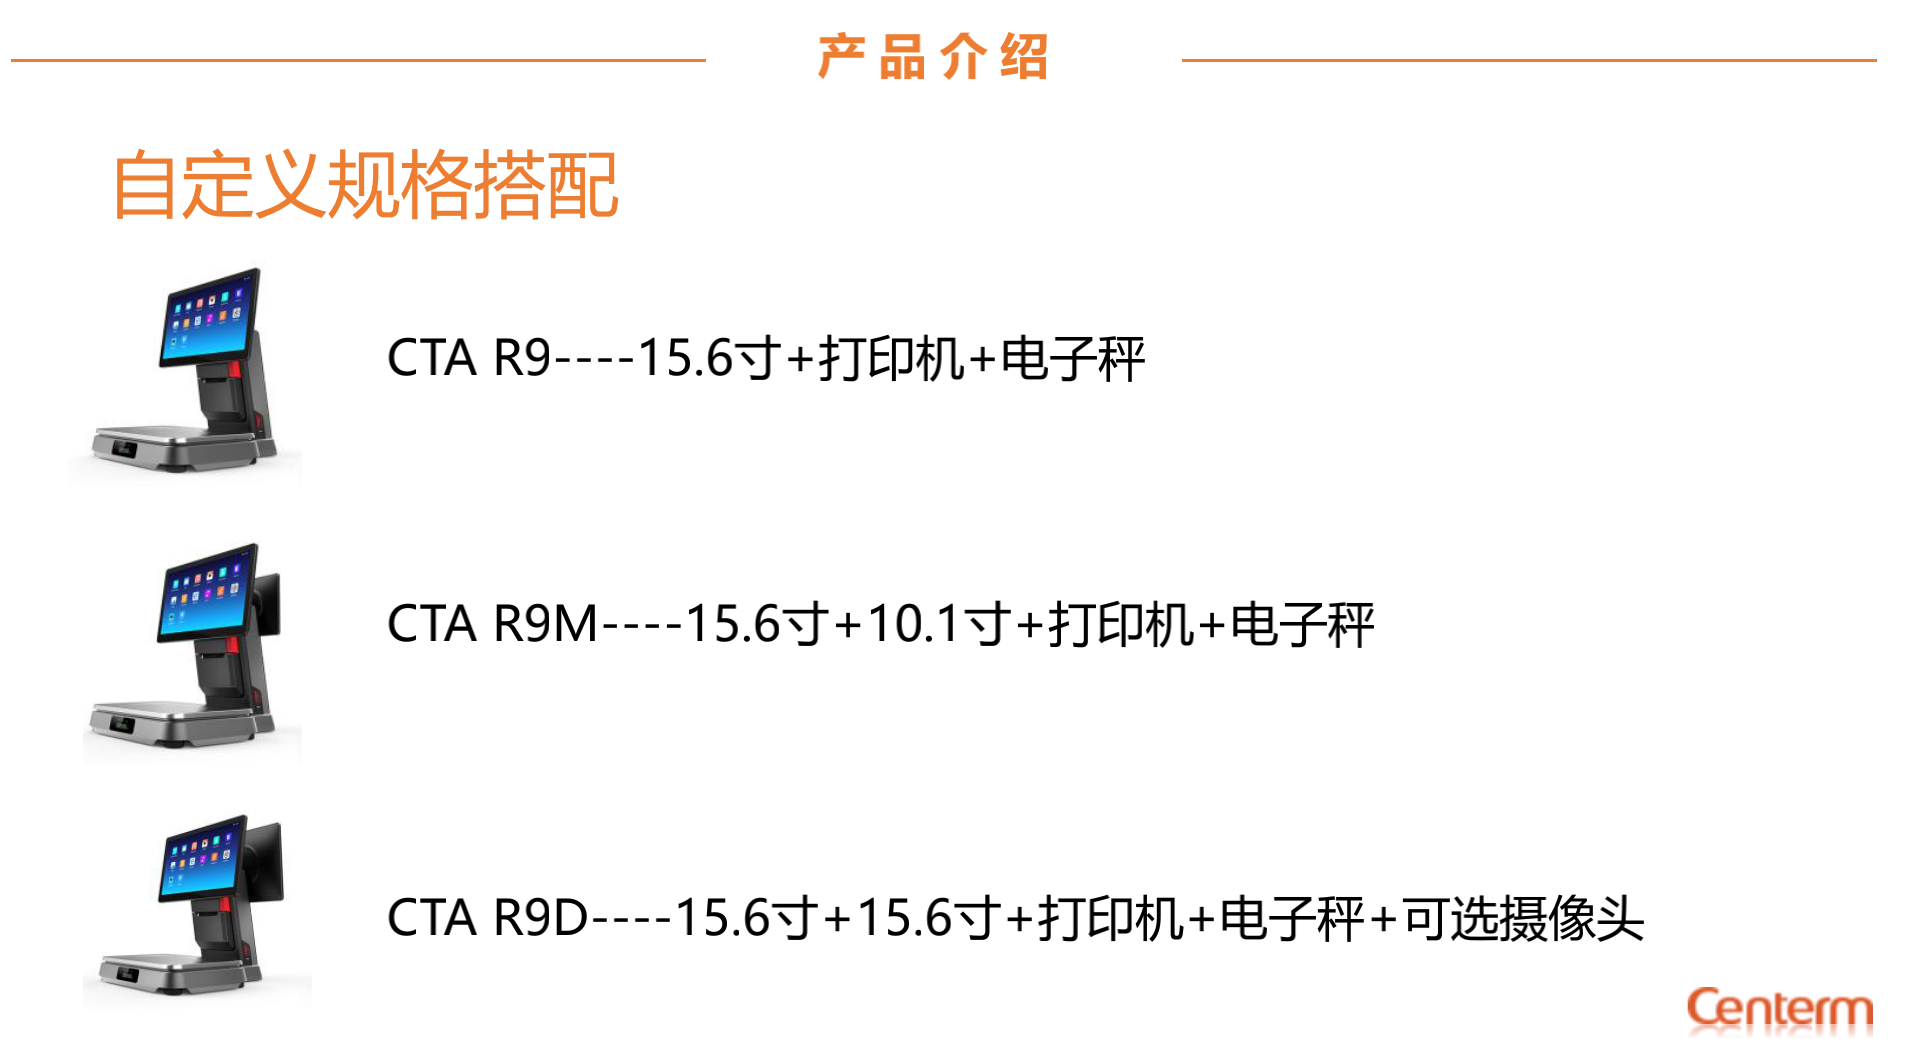 产品介绍
自定义规格搭配
CTA R9----15.6寸+打印机+电子秤
CTA R9M----15.6寸+10.1寸+打印机+电子秤
CTA R9D----15.6寸+15.6寸+打印机+电子秤+可选摄像头
Centerm